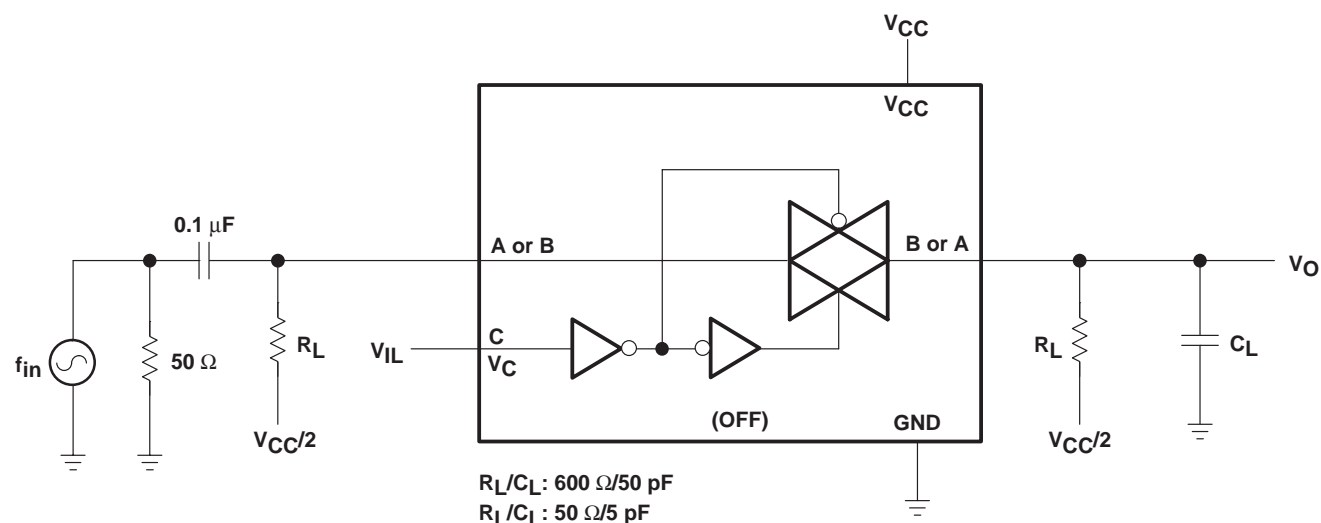 VCC
VCC
0.1 μF
A or B
B or A
VO
fin
50 Ω
RL
VIL
C
VC
RL
CL
(OFF)
GND
VCC/2
VCC/2
RL/CL: 600 Ω/50 pF
RL/CL: 50 Ω/5 pF